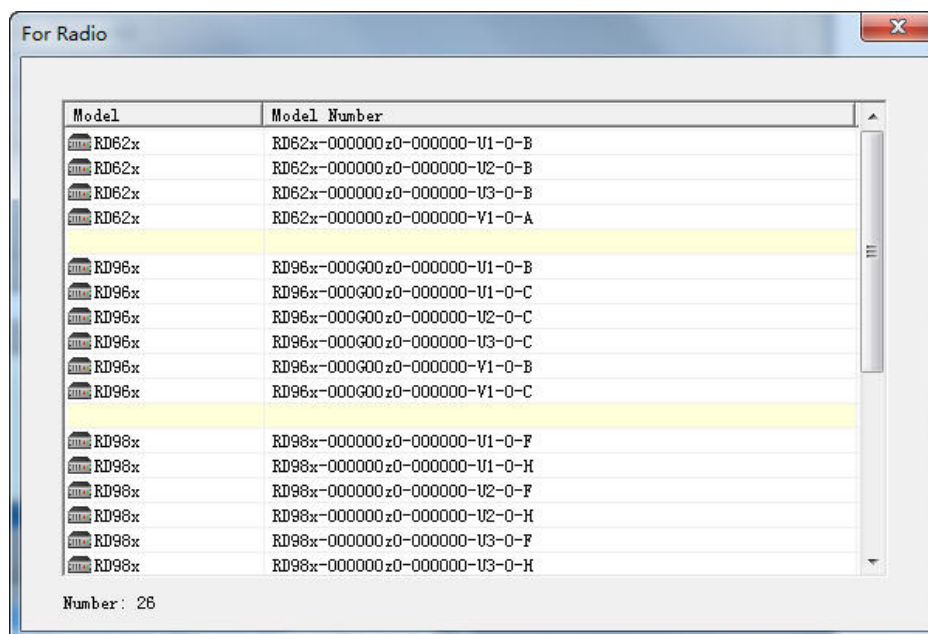 For Radio
Model Model Number
RD62x RD62x-000000z0-000000-U1-0-B
RD62x RD62x-000000z0-000000-U2-0-B
RD62x RD62x-000000z0-000000-U3-0-B
RD62x RD62x-000000z0-000000-V1-0-A
RD96x RD96x-000G00z0-000000-U1-0-B
RD96x RD96x-000G00z0-000000-U1-0-C
RD96x RD96x-000G00z0-000000-U2-0-C
RD96x RD96x-000G00z0-000000-U3-0-C
RD96x RD96x-000G00z0-000000-V1-0-B
RD96x RD96x-000G00z0-000000-V1-0-C
RD98x RD98x-000000z0-000000-U1-0-F
RD98x RD98x-000000z0-000000-U1-0-H
RD98x RD98x-000000z0-000000-U2-0-F
RD98x RD98x-000000z0-000000-U2-0-H
RD98x RD98x-000000z0-000000-U3-0-F
RD98x RD98x-000000z0-000000-U3-0-H
Number: 26